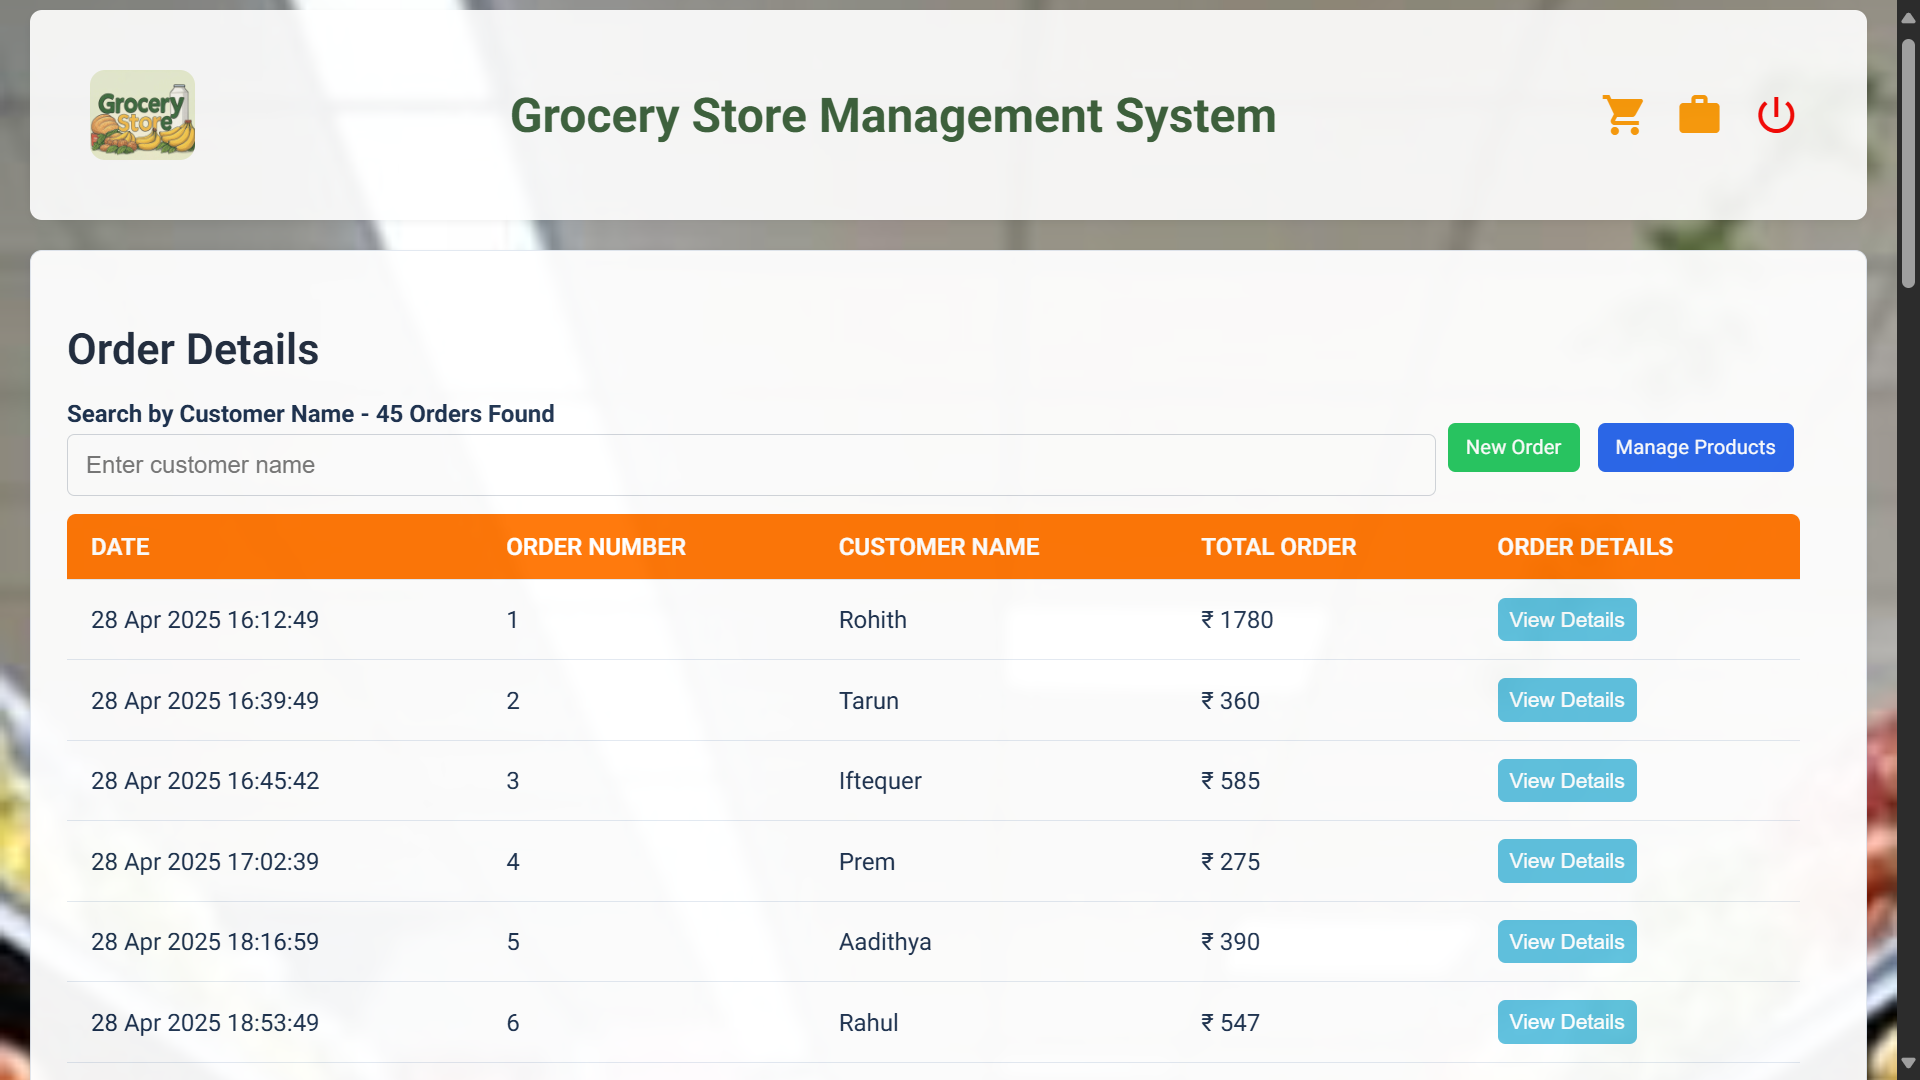 Grocery
Store
Grocery Store Management System
Order Details
Search by Customer Name - 45 Orders Found
Enter customer name
New Order
Manage Products
DATE ORDER NUMBER CUSTOMER NAME TOTAL ORDER ORDER DETAILS
28 Apr 2025 16:12:49 1 Rohith ₹ 1780 View Details
28 Apr 2025 16:39:49 2 Tarun ₹ 360 View Details
28 Apr 2025 16:45:42 3 Iftequer ₹ 585 View Details
28 Apr 2025 17:02:39 4 Prem ₹ 275 View Details
28 Apr 2025 18:16:59 5 Aadithya ₹ 390 View Details
28 Apr 2025 18:53:49 6 Rahul ₹ 547 View Details